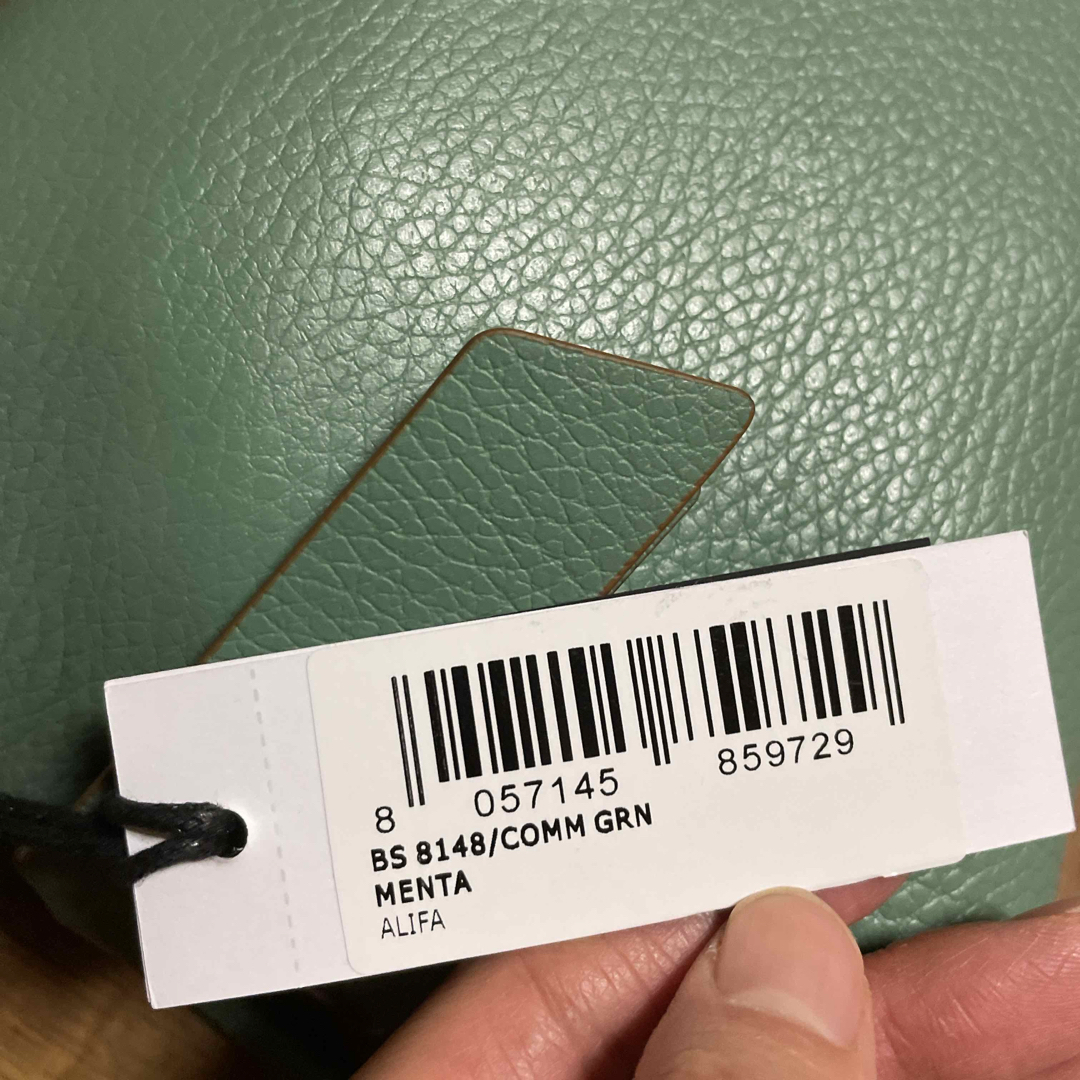 8 057145 859729
BS 8148/COMM GRN
MENTA
ALIFA